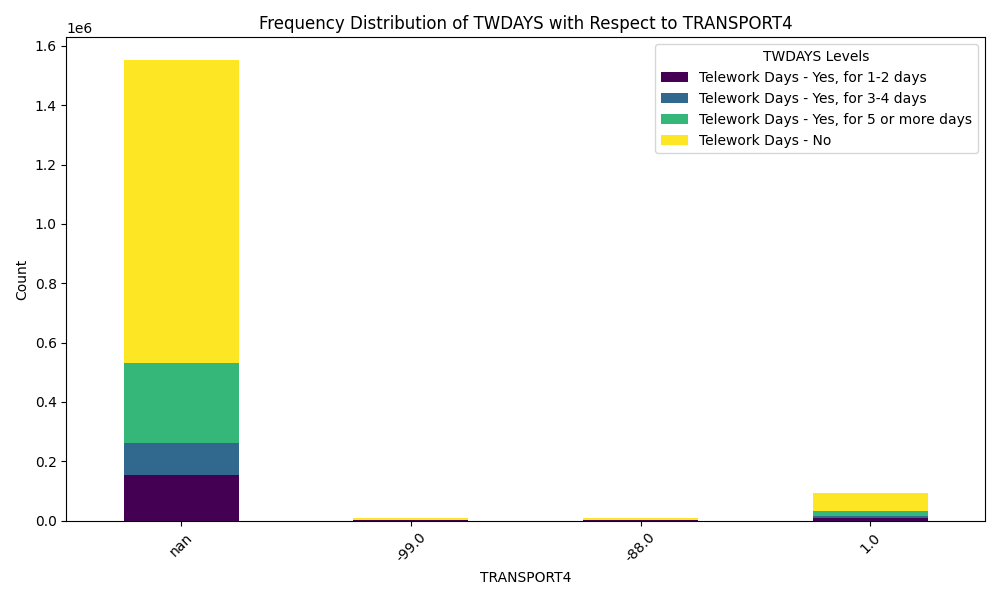 Frequency Distribution of TWDAYS with Respect to TRANSPORT4
1e6
1.6
1.4
1.2
1.0
0.8
0.6
0.4
0.2
0.0
Count
TWDAYS Levels
Telework Days - Yes, for 1-2 days
Telework Days - Yes, for 3-4 days
Telework Days - Yes, for 5 or more days
Telework Days - No
nan
-99.0
-88.0
1.0
TRANSPORT4